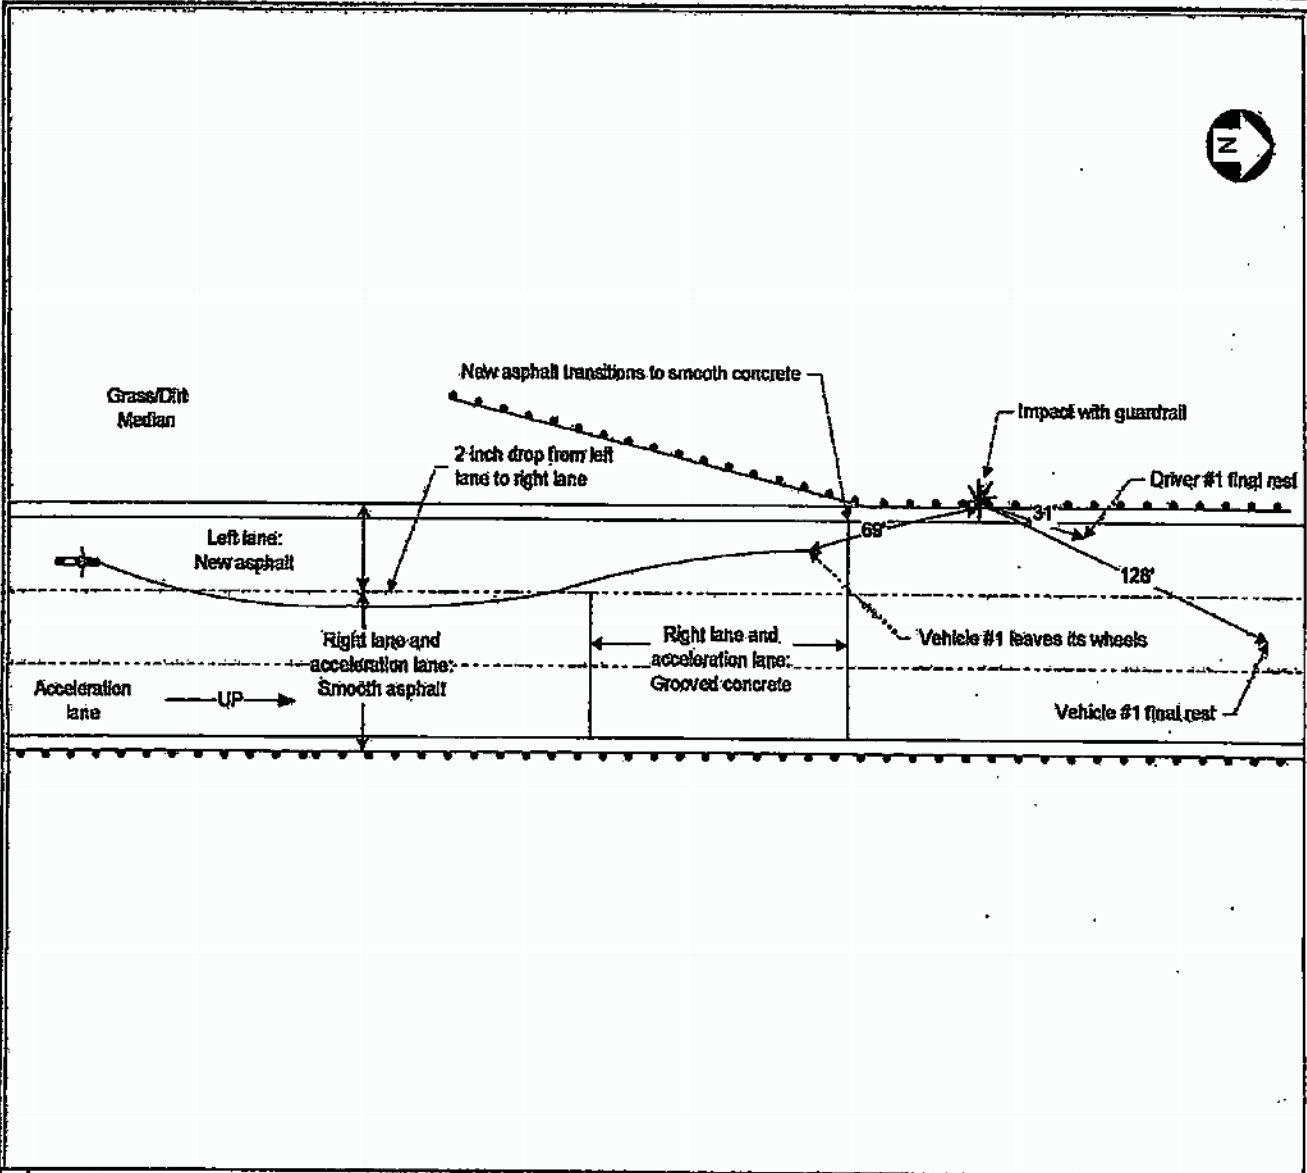 N
New asphalt transitions to smooth concrete
Grass/Dirt
Median
Impact with guardrail
2-inch drop from left
lane to right lane
Driver #1 final rest
31'
69'
Left lane:
New asphalt
128'
Right lane and
acceleration lane:
Smooth asphalt
Right lane and
acceleration lane:
Grooved concrete
Vehicle #1 leaves its wheels
Acceleration
lane
UP
Vehicle #1 final rest